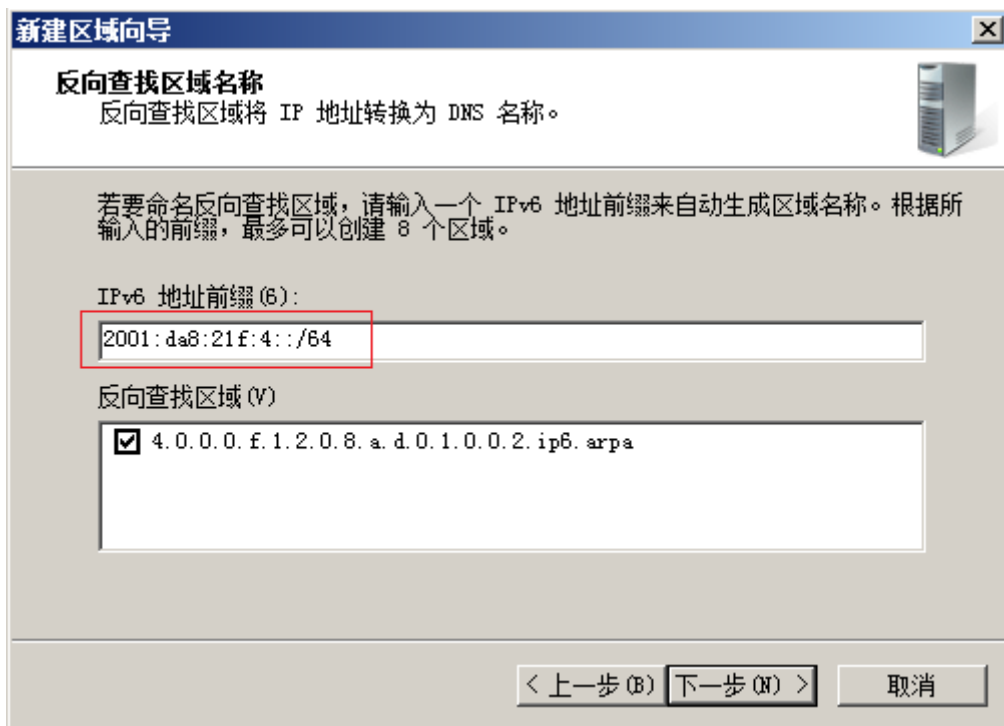 新建区域向导
反向查找区域名称
反向查找区域将 IP 地址转换为 DNS 名称。
若要命名反向查找区域，请输入一个 IPv6 地址前缀来自动生成区域名称。根据所
输入的前缀，最多可以创建 8 个区域。
IPv6 地址前缀(6):
2001:da8:21f:4::/64
反向查找区域(V)
4.0.0.0.f.1.2.0.8.a.d.0.1.0.0.2.ip6.arpa
< 上一步(B) 下一步(N) > 取消